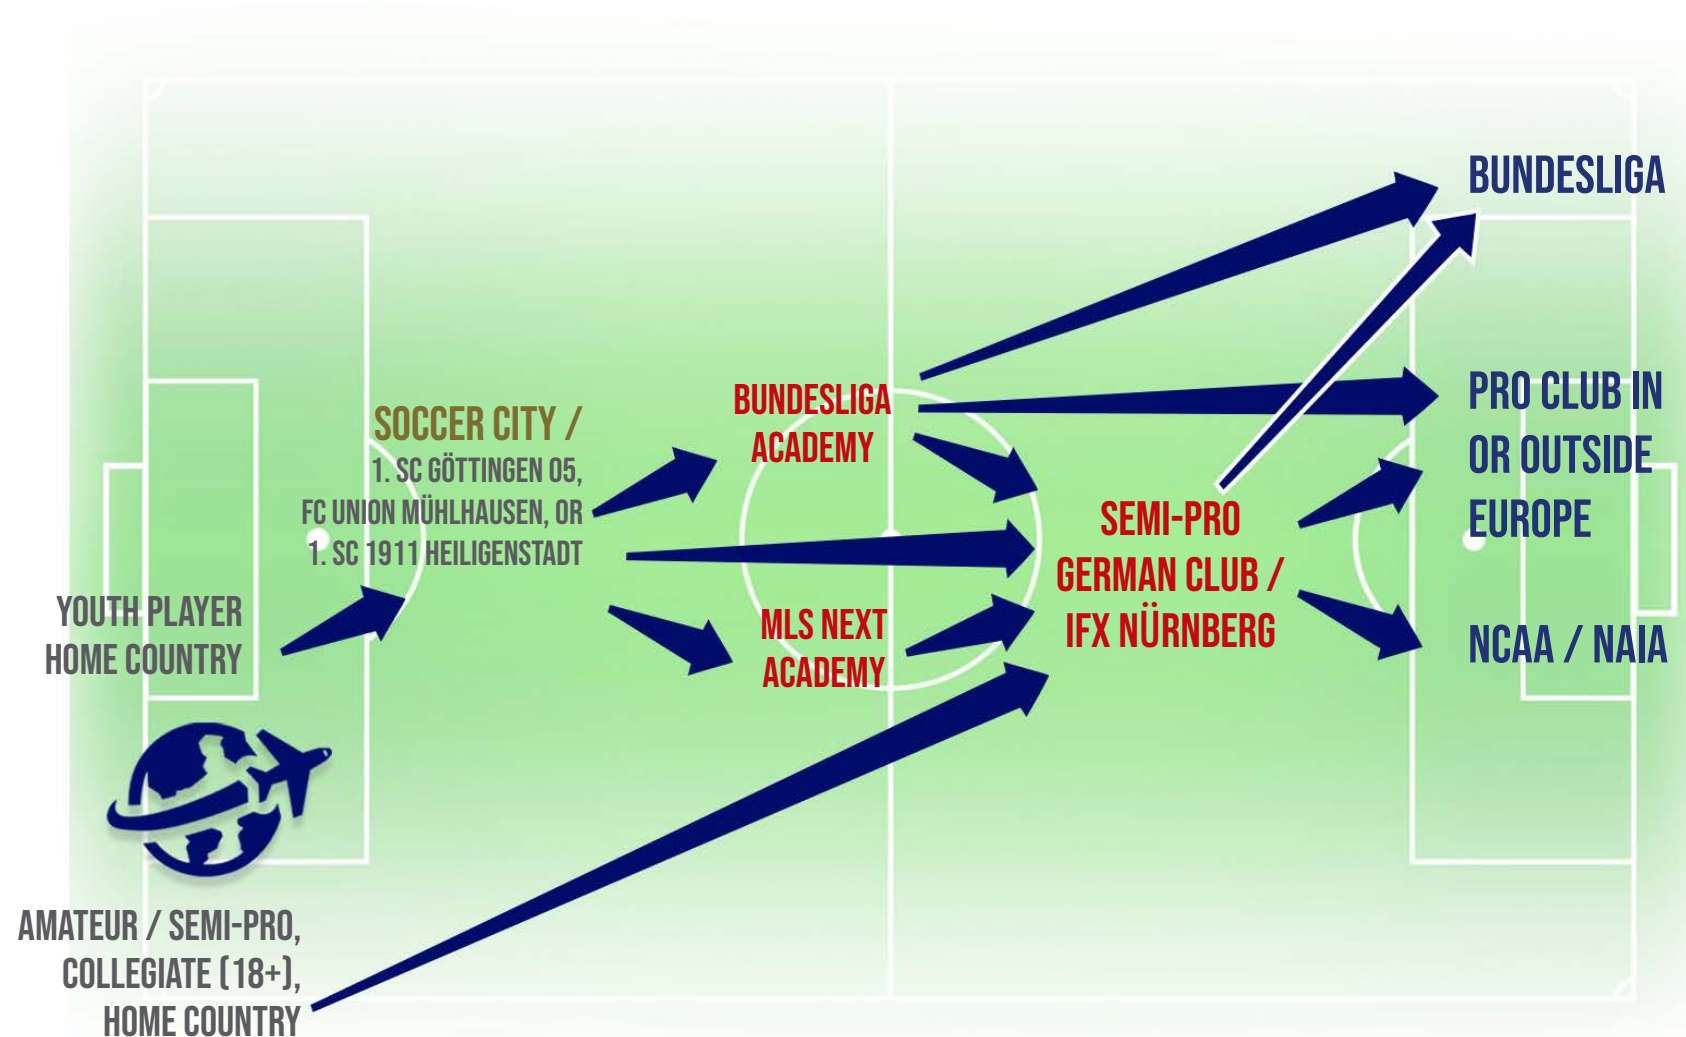 BUNDESLIGA
PRO CLUB IN
OR OUTSIDE
EUROPE
NCAA / NAIA
BUNDESLIGA
ACADEMY
SOCCER CITY /
1. SC GÖTTINGEN 05,
FC UNION MÜHLHAUSEN, OR
1. SC 1911 HEILIGENSTADT
SEMI-PRO
GERMAN CLUB /
IFX NÜRNBERG
MLS NEXT
ACADEMY
YOUTH PLAYER
HOME COUNTRY
AMATEUR / SEMI-PRO,
COLLEGIATE (18+),
HOME COUNTRY